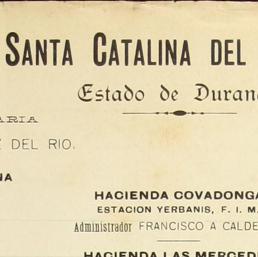 SANTA CATALINA DEL
Estado de Duran
ARIA
DEL RIO.
NA
HACIENDA COVADONGA
ESTACION YERBANIS, F. I. M
Administrador FRANCISCO A CALDE
HACIENDA LAS MERCED